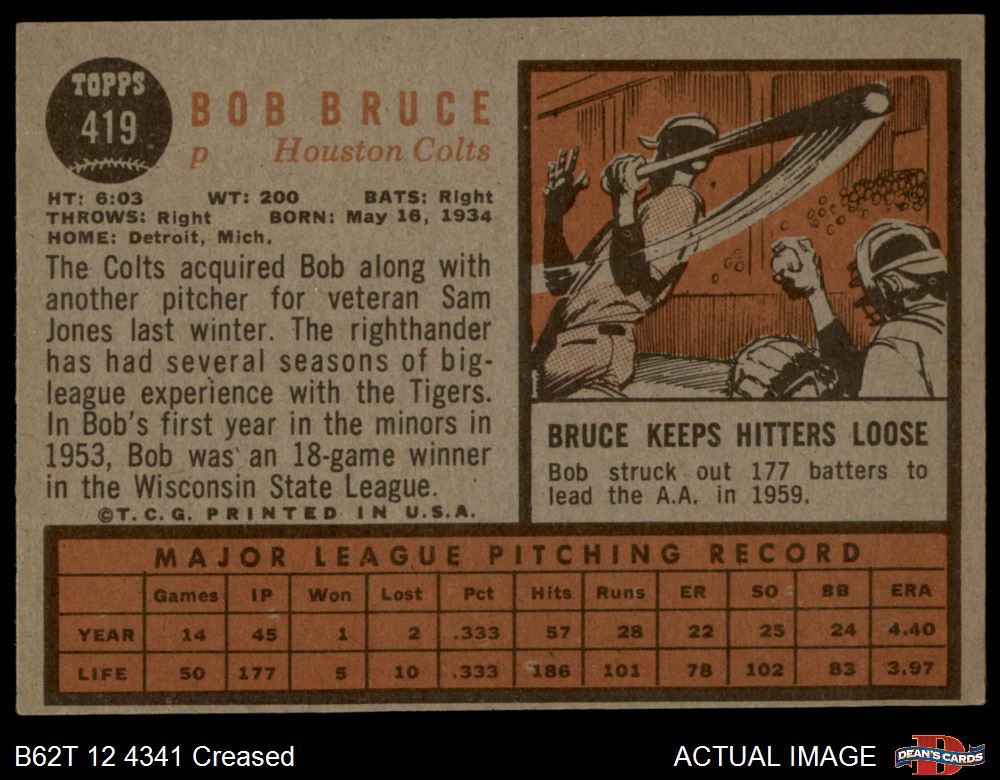 TOPPS
419
BOB BRUCE
p Houston Colts
HT: 6:03 WT: 200 BATS: Right
THROWS: Right BORN: May 16, 1934
HOME: Detroit, Mich.
The Colts acquired Bob along with
another pitcher for veteran Sam
Jones last winter. The righthander
has had several seasons of big-
league experience with the Tigers.
In Bob's first year in the minors in
1953, Bob was an 18-game winner
in the Wisconsin State League.
©T.C.G. PRINTED IN U.S.A.
BRUCE KEEPS HITTERS LOOSE
Bob struck out 177 batters to
lead the A.A. in 1959.
MAJOR LEAGUE PITCHING RECORD
Games IP Won Lost Pct Hits Runs ER SO BB ERA
YEAR 14 45 1 2 .333 57 28 22 25 24 4.40
LIFE 50 177 5 10 .333 186 101 78 102 83 3.97
B62T 12 4341 Creased
ACTUAL IMAGE
D
DEAN'S CARDS